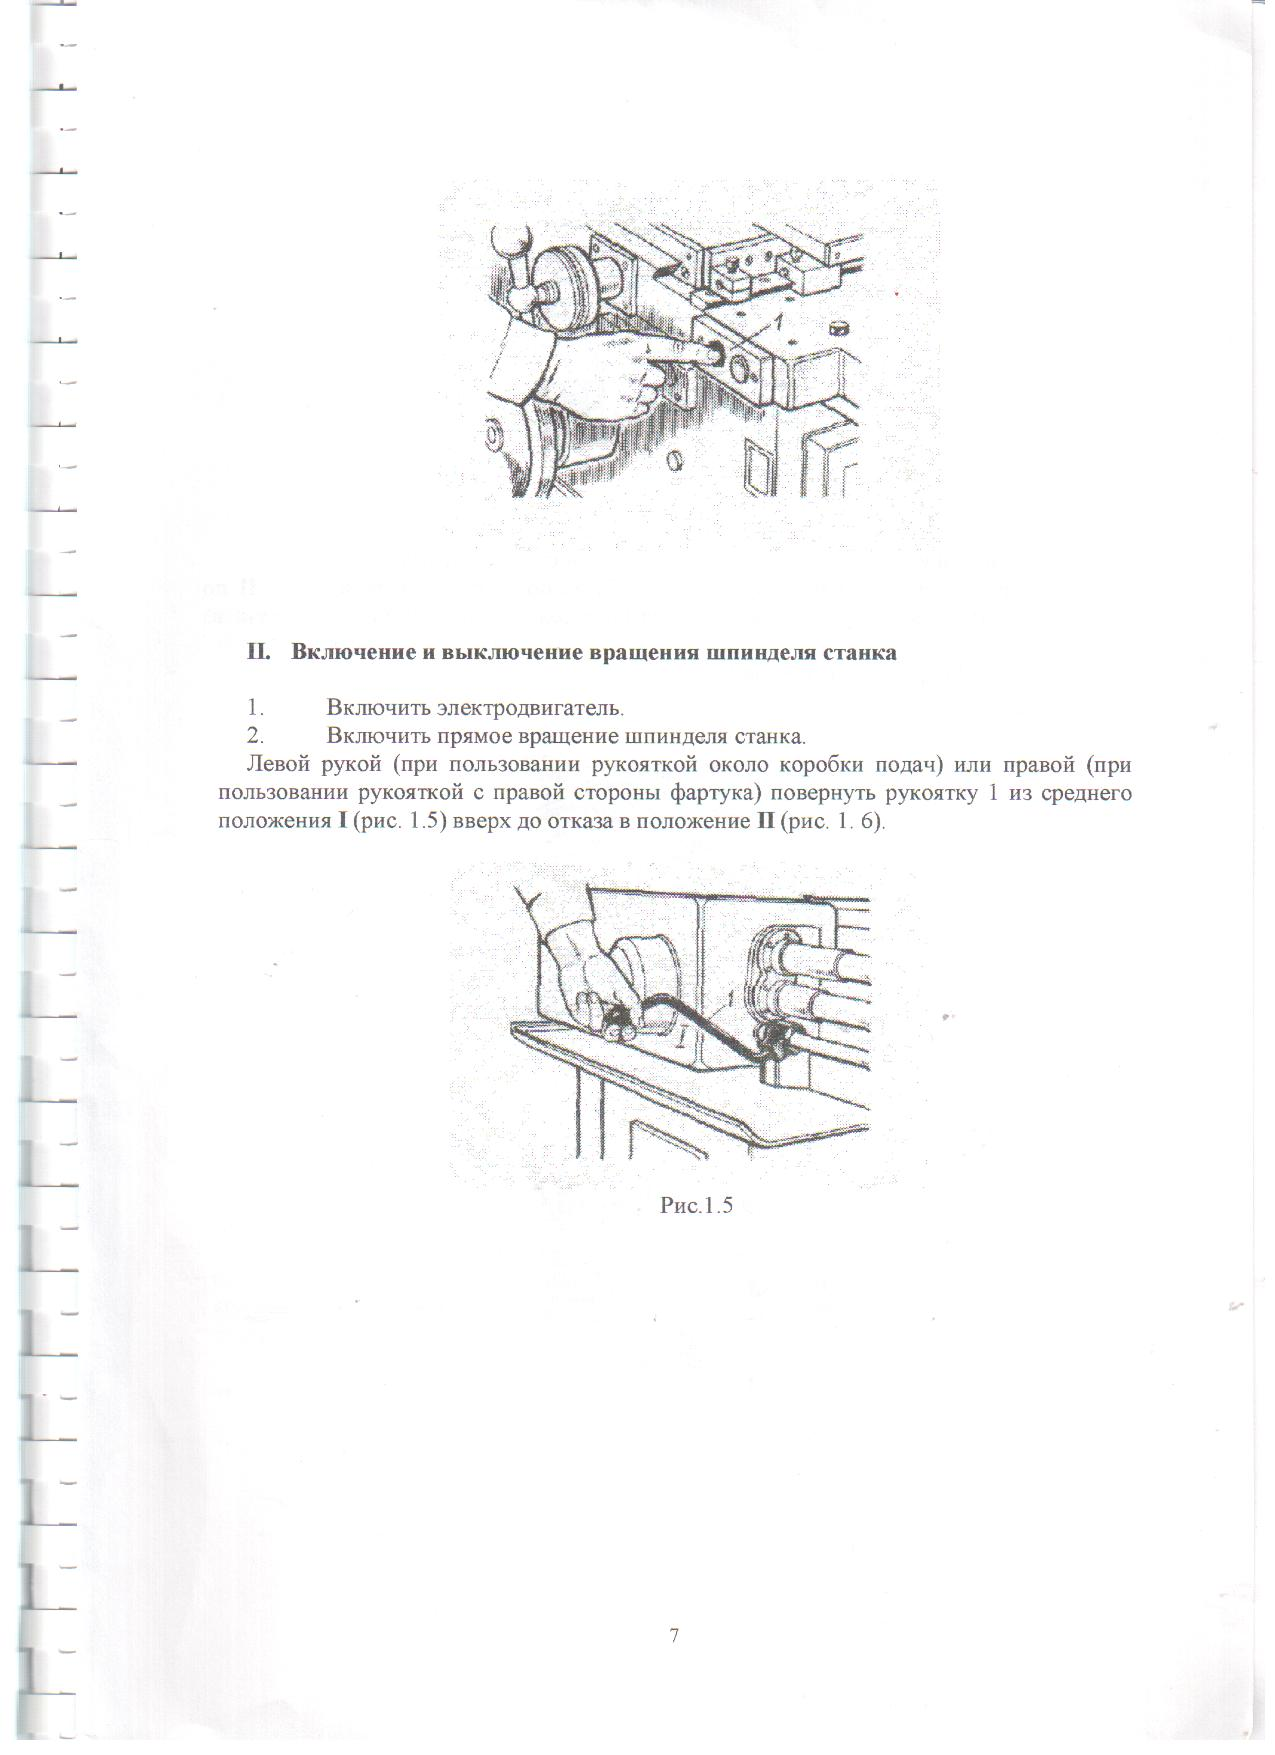 1
II. Включение и выключение вращения шпинделя станка
1. Включить электродвигатель.
2. Включить прямое вращение шпинделя станка.
Левой рукой (при пользовании рукояткой около коробки подач) или правой (при
пользовании рукояткой с правой стороны фартука) повернуть рукоятку 1 из среднего
положения I (рис. 1.5) вверх до отказа в положение II (рис. 1. 6).
1
I
Рис.1.5
7